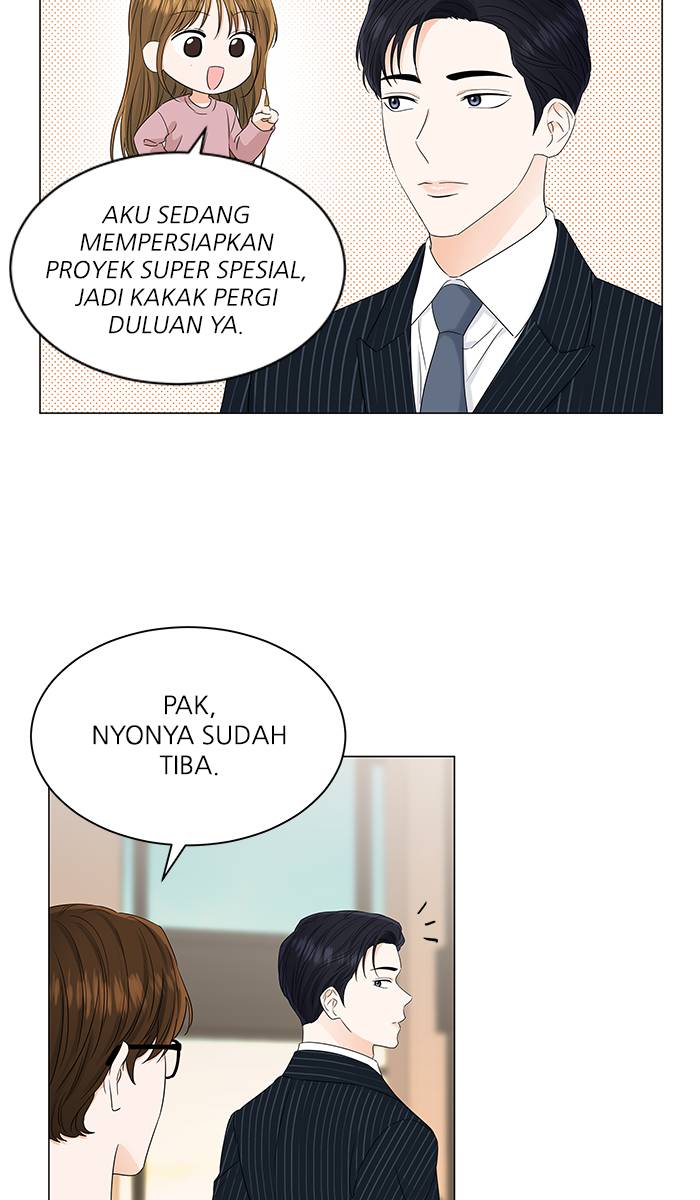 AKU SEDANG
MEMPERSIAPKAN
PROYEK SUPER SPESIAL,
JADI KAKAK PERGI
DULUAN YA.
PAK,
NYONYA SUDAH
TIBA.